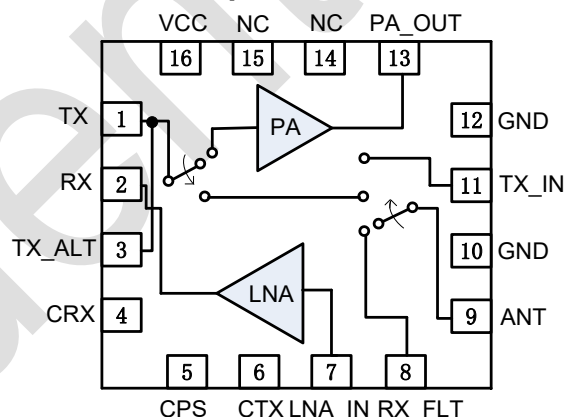 VCC NC NC PA_OUT
16 15 14 13
TX 1 PA 12 GND
RX 2 11 TX_IN
TX_ALT 3 10 GND
LNA
CRX 4 9 ANT
5 6 7 8
CPS CTX LNA_IN RX_FLT